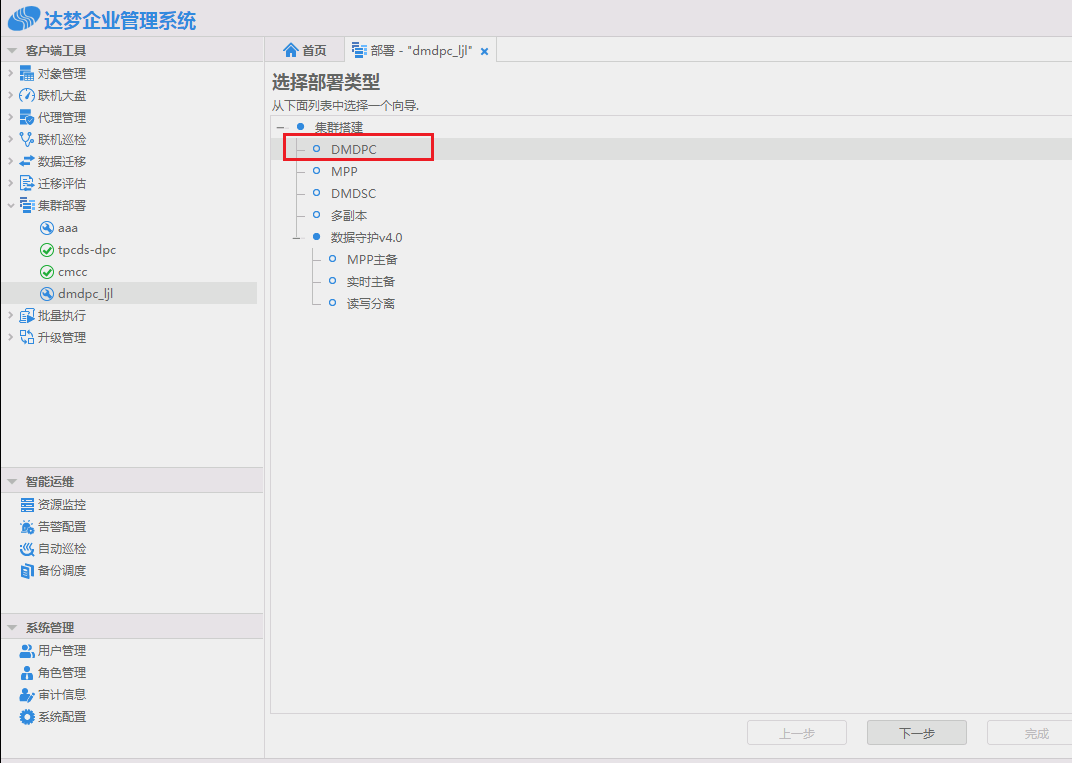 达梦企业管理系统
客户端工具
对象管理
联机大盘
代理管理
联机巡检
数据迁移
迁移评估
集群部署
aaa
tpcds-dpc
cmcc
dmdpc_ljl
批量执行
升级管理
智能运维
资源监控
告警配置
自动巡检
备份调度
系统管理
用户管理
角色管理
审计信息
系统配置
首页
部署 - "dmdpc_ljl"
选择部署类型
从下面列表中选择一个向导.
集群搭建
DMDPC
MPP
DMDSC
多副本
数据守护v4.0
MPP主备
实时主备
读写分离
上一步
下一步
完成